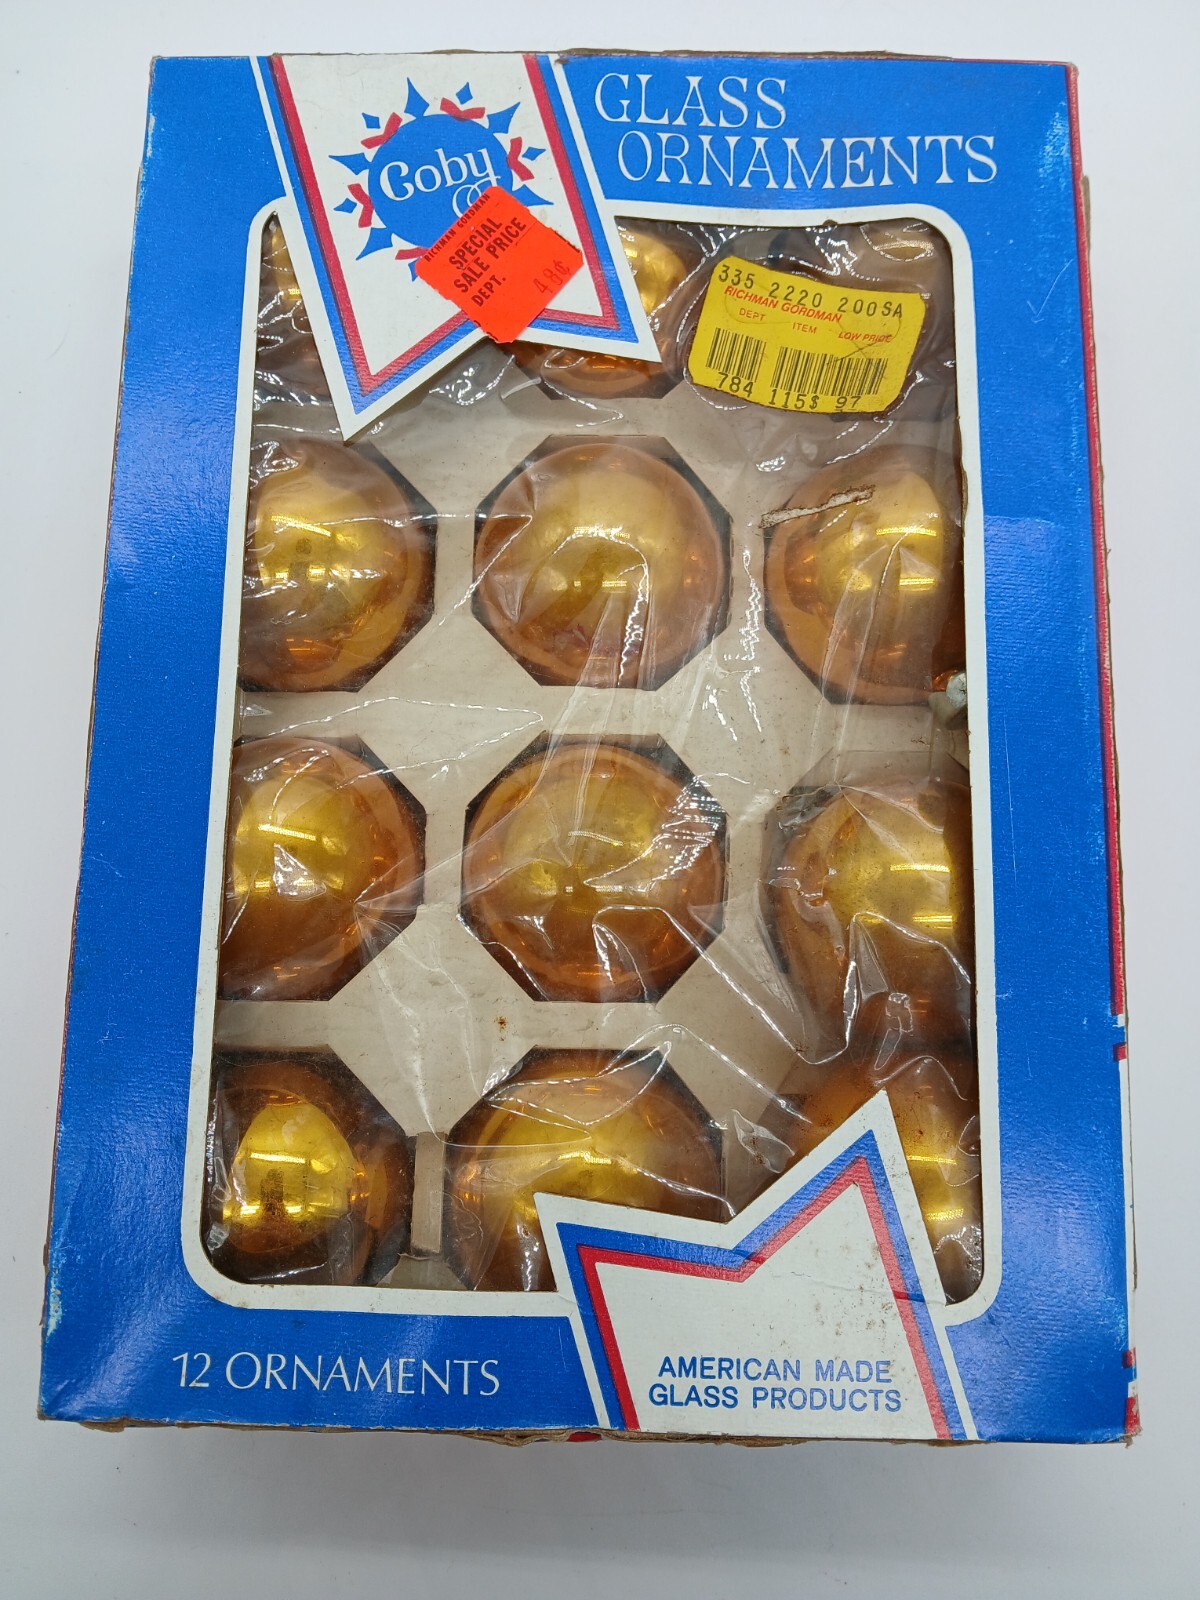 GLASS
ORNAMENTS
Coby
RICHMAN GORDMAN
SPECIAL
SALE PRICE
DEPT.
48¢
335 2220 200SA
RICHMAN GORDMAN
DEPT ITEM LOW PRICE
784 115$ 97
12 ORNAMENTS
AMERICAN MADE
GLASS PRODUCTS